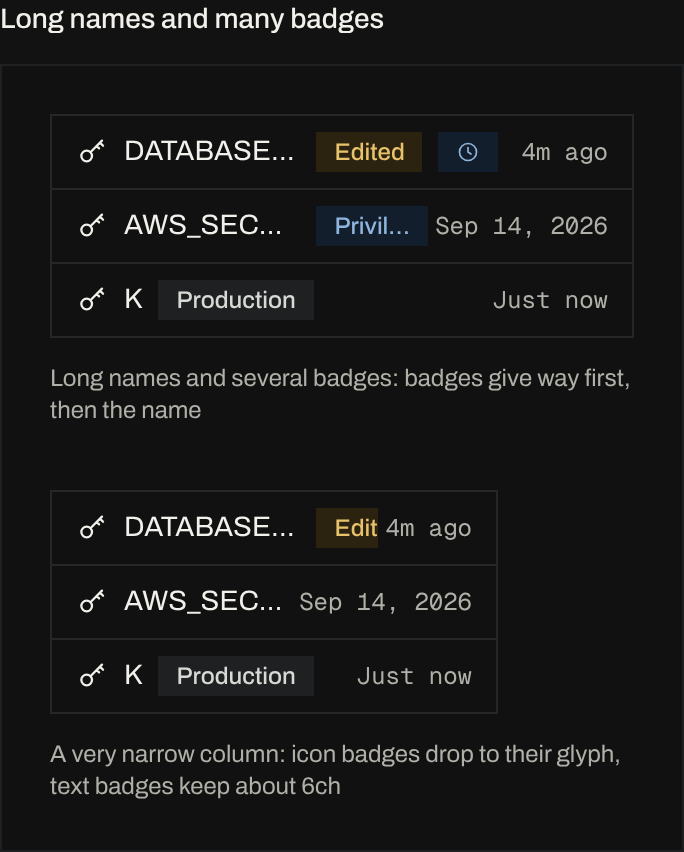 Long names and many badges
DATABASE... Edited 4m ago
AWS_SEC... Privil... Sep 14, 2026
K Production Just now
Long names and several badges: badges give way first,
then the name
DATABASE... Edit 4m ago
AWS_SEC... Sep 14, 2026
K Production Just now
A very narrow column: icon badges drop to their glyph,
text badges keep about 6ch